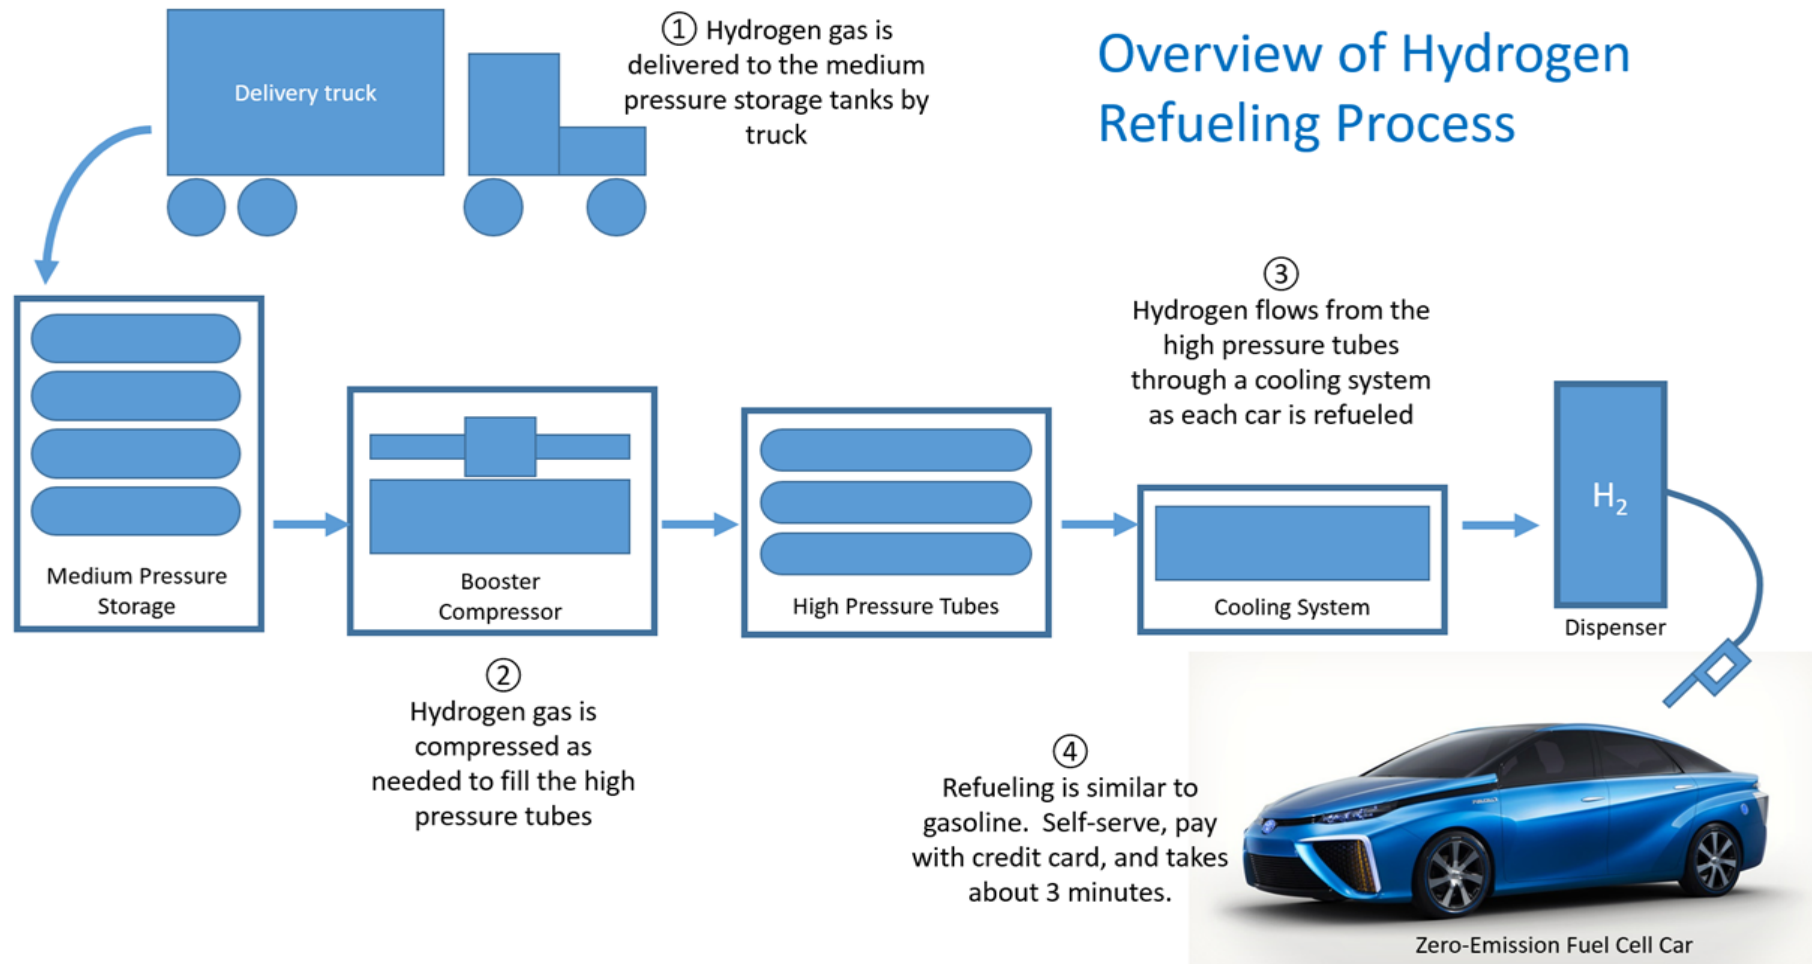 Overview of Hydrogen
Refueling Process
① Hydrogen gas is
delivered to the medium
pressure storage tanks by
truck
Delivery truck
Medium Pressure
Storage
Booster
Compressor
②
Hydrogen gas is
compressed as
needed to fill the high
pressure tubes
High Pressure Tubes
③
Hydrogen flows from the
high pressure tubes
through a cooling system
as each car is refueled
Cooling System
H₂
Dispenser
④
Refueling is similar to
gasoline. Self-serve, pay
with credit card, and takes
about 3 minutes.
Zero-Emission Fuel Cell Car